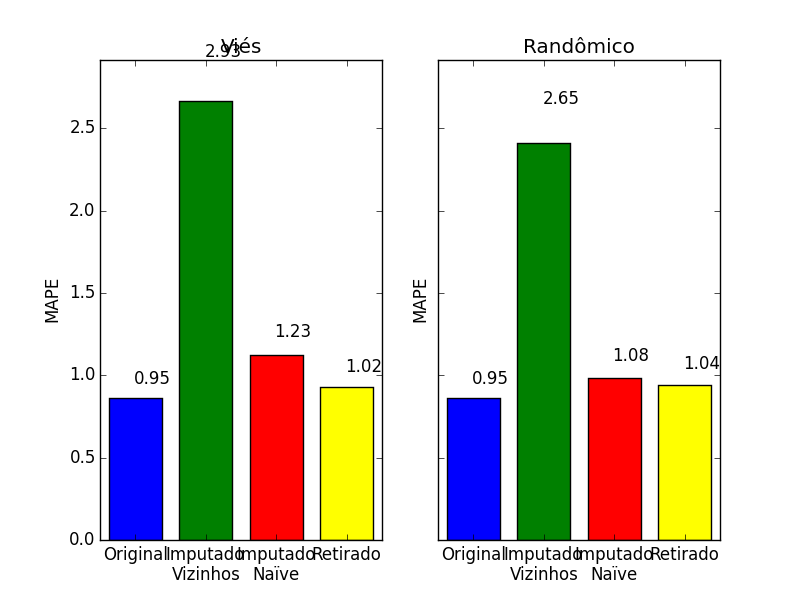 Viés
Randômico
MAPE
2.5
2.0
1.5
1.0
0.5
0.0
0.95
2.93
1.23
1.02
Original
Imputado
Vizinhos
Imputado
Naïve
Retirado
MAPE
0.95
2.65
1.08
1.04
Original
Imputado
Vizinhos
Imputado
Naïve
Retirado